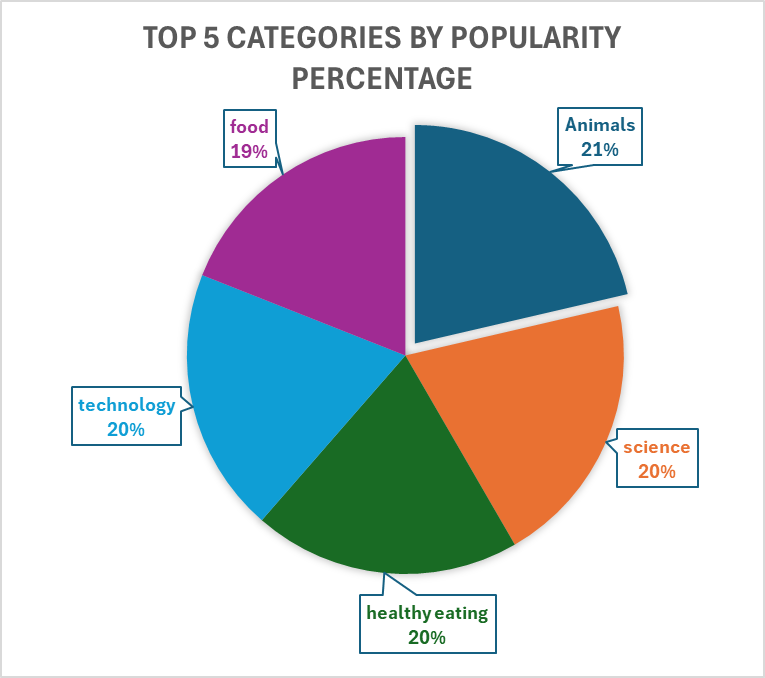 TOP 5 CATEGORIES BY POPULARITY
PERCENTAGE
food
19%
Animals
21%
technology
20%
science
20%
healthy eating
20%